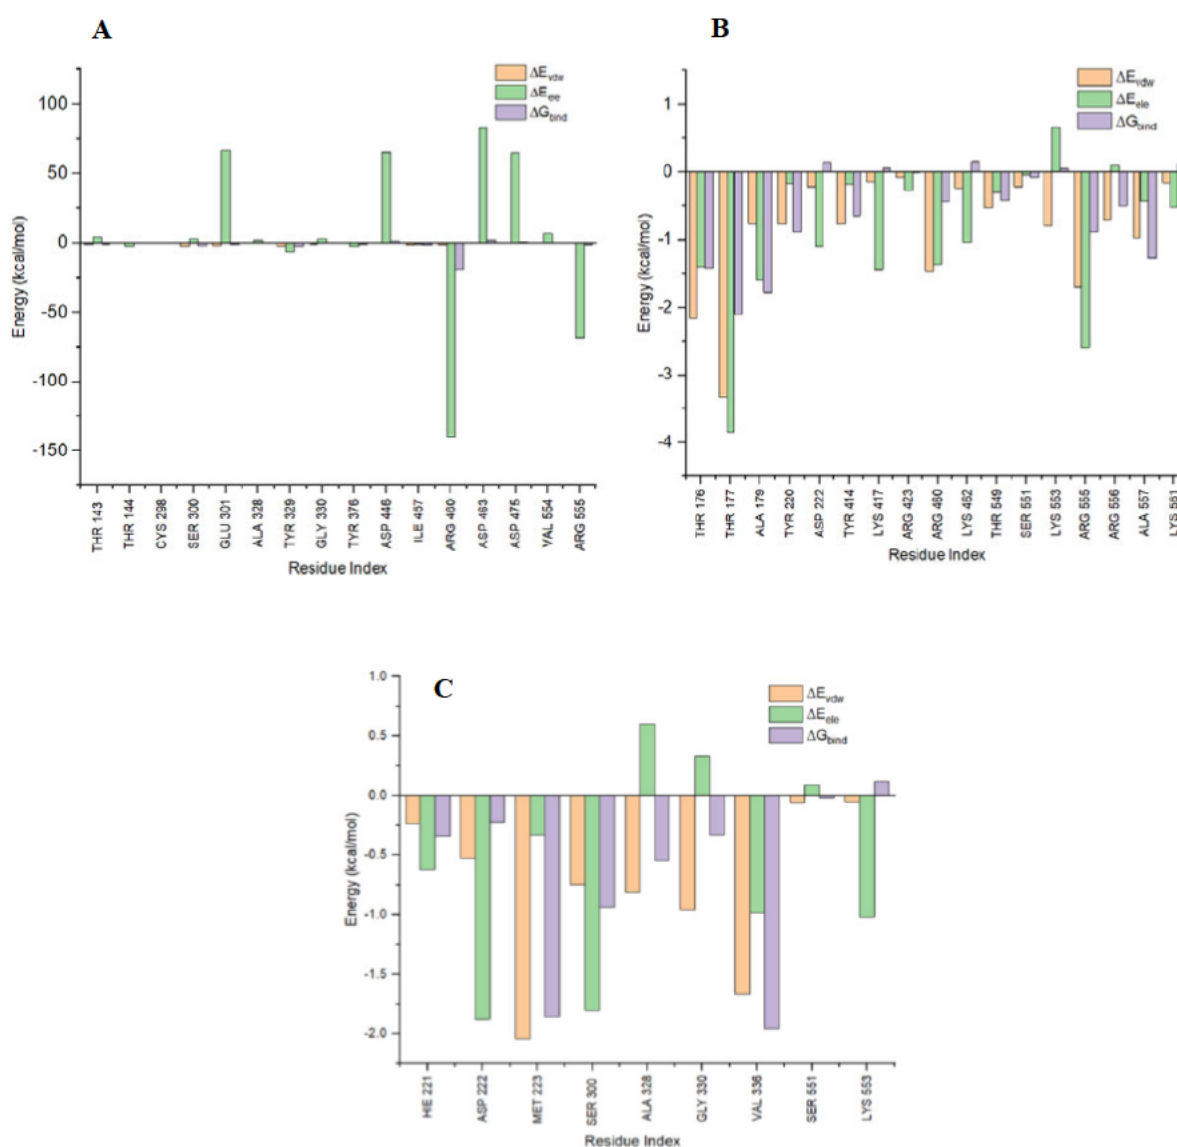 A
ΔEvdw
ΔEele
ΔGbind
100
50
0
-50
-100
-150
Energy (kcal/mol)
THR 143
THR 144
CYS 298
SER 300
GLU 301
ALA 328
TYR 329
GLY 330
TYR 376
ASP 446
ILE 457
ARG 460
ASP 463
ASP 475
VAL 554
ARG 555
Residue Index
B
ΔEvdw
ΔEele
ΔGbind
1
0
-1
-2
-3
-4
Energy (kcal/mol)
THR 176
THR 177
ALA 179
TYR 220
ASP 222
TYR 414
LYS 417
ARG 423
ARG 460
LYS 462
THR 549
SER 551
LYS 553
ARG 555
ARG 556
ALA 557
LYS 561
Residue Index
C
ΔEvdw
ΔEele
ΔGbind
1.0
0.5
0.0
-0.5
-1.0
-1.5
-2.0
Energy (kcal/mol)
HIE 221
ASP 222
MET 223
SER 300
ALA 328
GLY 330
VAL 336
SER 551
LYS 553
Residue Index